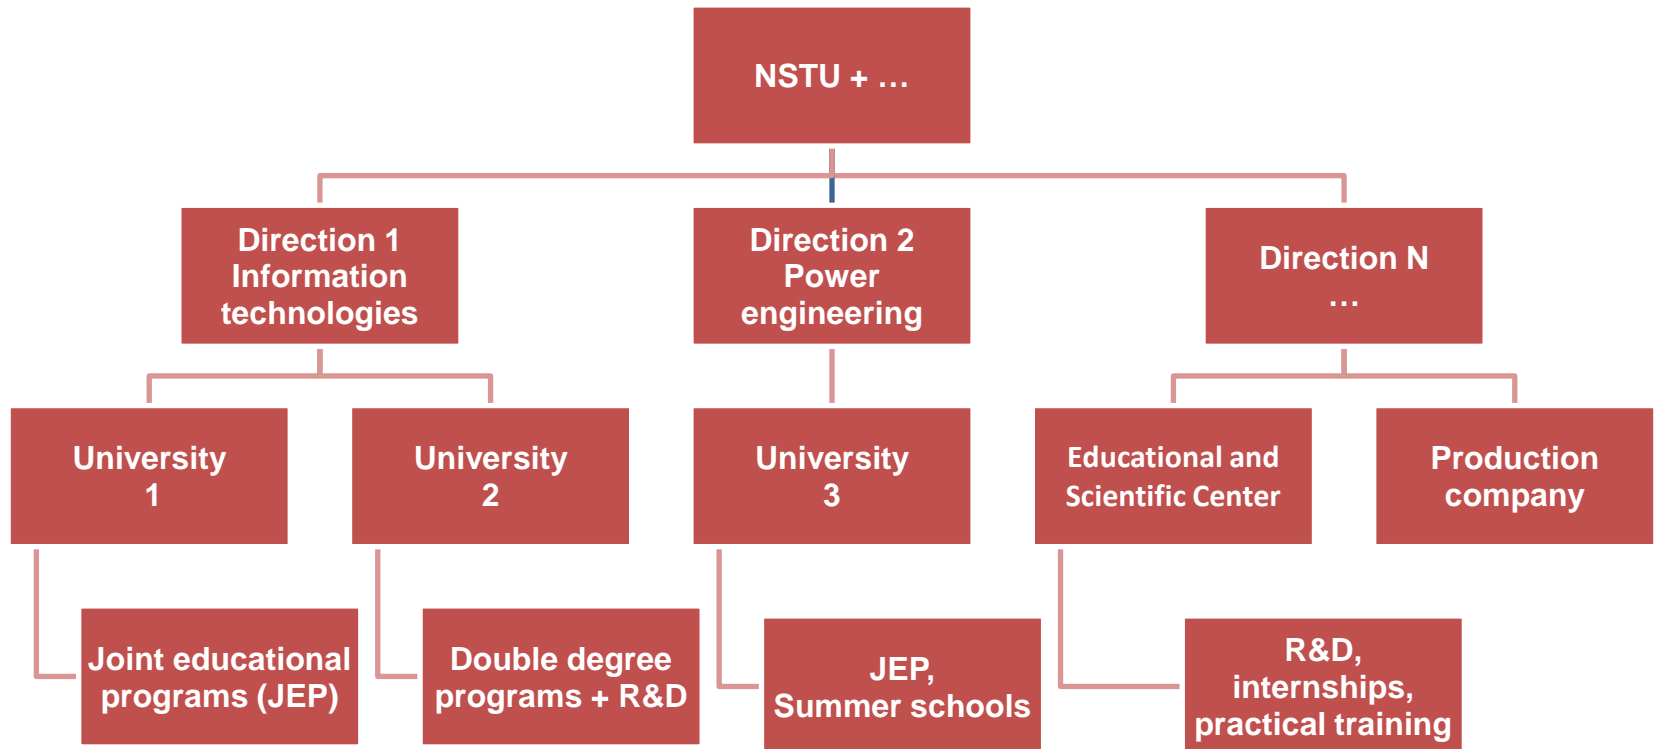 NSTU + …
Direction 1
Information
technologies
Direction 2
Power
engineering
Direction N
…
University
1
University
2
University
3
Educational and
Scientific Center
Production
company
Joint educational
programs (JEP)
Double degree
programs + R&D
JEP,
Summer schools
R&D,
internships,
practical training